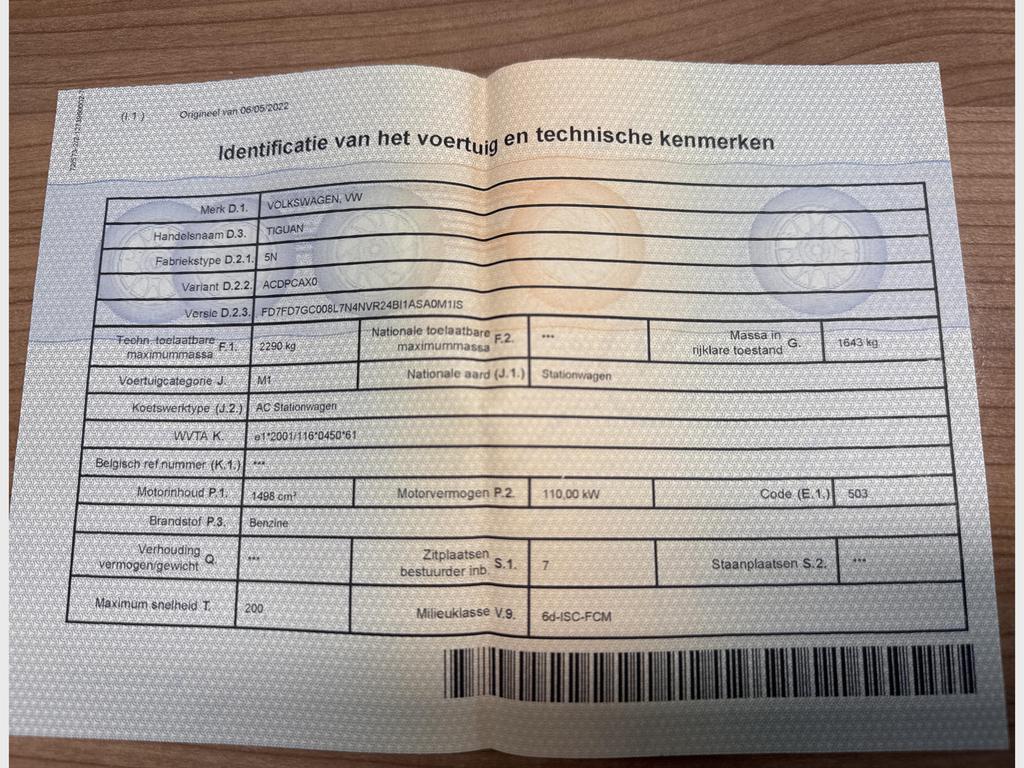 (I.1.) Origineel van 06/05/2022
Identificatie van het voertuig en technische kenmerken
Merk D.1. VOLKSWAGEN, VW
Handelsnaam D.3. TIGUAN
Fabriekstype D.2.1. 5N
Variant D.2.2. ACDPCAX0
Versie D.2.3. FD7FD7GC008L7N4NVR24BI1ASA0M1IS
Techn. toelaatbare maximummassa F.1. 2290 kg Nationale toelaatbare maximummassa F.2. *** Massa in rijklare toestand G. 1643 kg
Voertuigcategorie J. M1 Nationale aard (J.1.) Stationwagen
Koetswerktype (J.2.) AC Stationwagen
WVTA K. e1*2001/116*0450*61
Belgisch ref.nummer (K.1.) ***
Motorinhoud P.1. 1498 cm³ Motorvermogen P.2. 110,00 kW Code (E.1.) 503
Brandstof P.3. Benzine
Verhouding vermogen/gewicht Q *** Zitplaatsen bestuurder inb. S.1. 7 Staanplaatsen S.2. ***
Maximum snelheid T. 200 Milieuklasse V.9. 6d-ISC-FCM